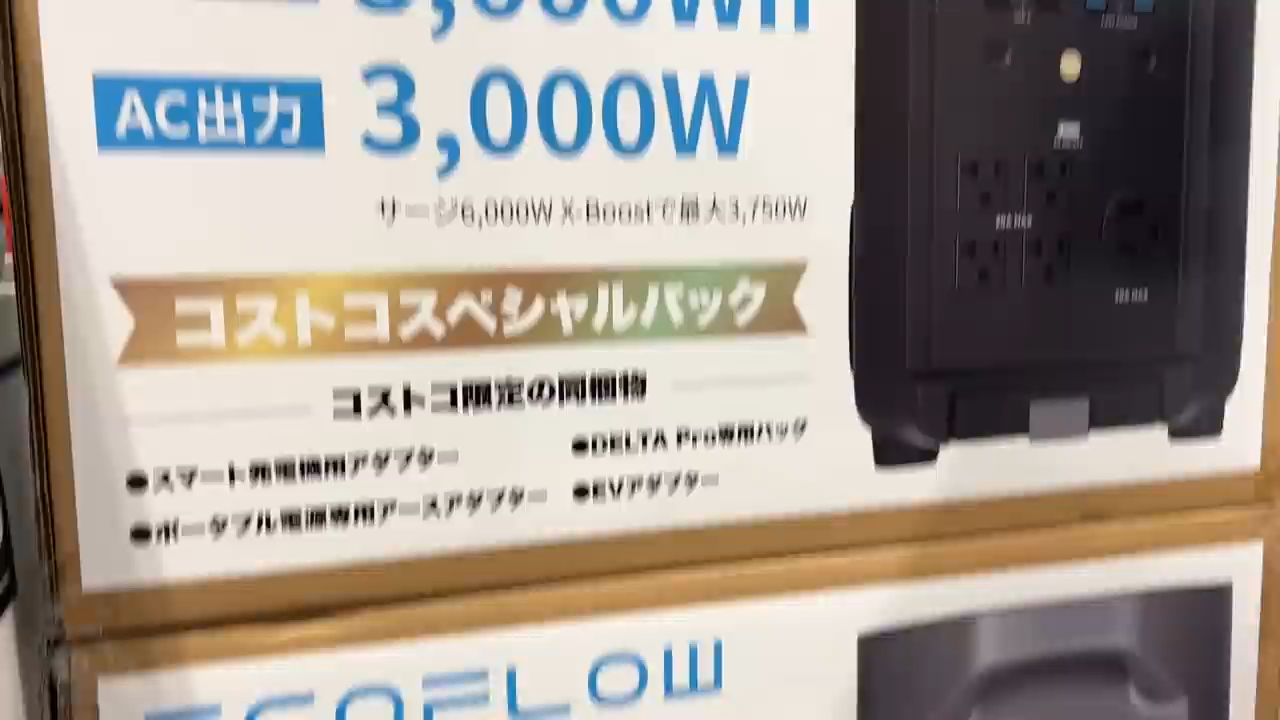 AC出力
3,000W
サージ6,000W X-Boostで最大3,750W
コストコスペシャルパック
コストコ限定の同梱物
●スマート発電機用アダプター
●DELTA Pro専用バッグ
●ポータブル電源専用アースアダプター
●EVアダプター
ECOFLOW